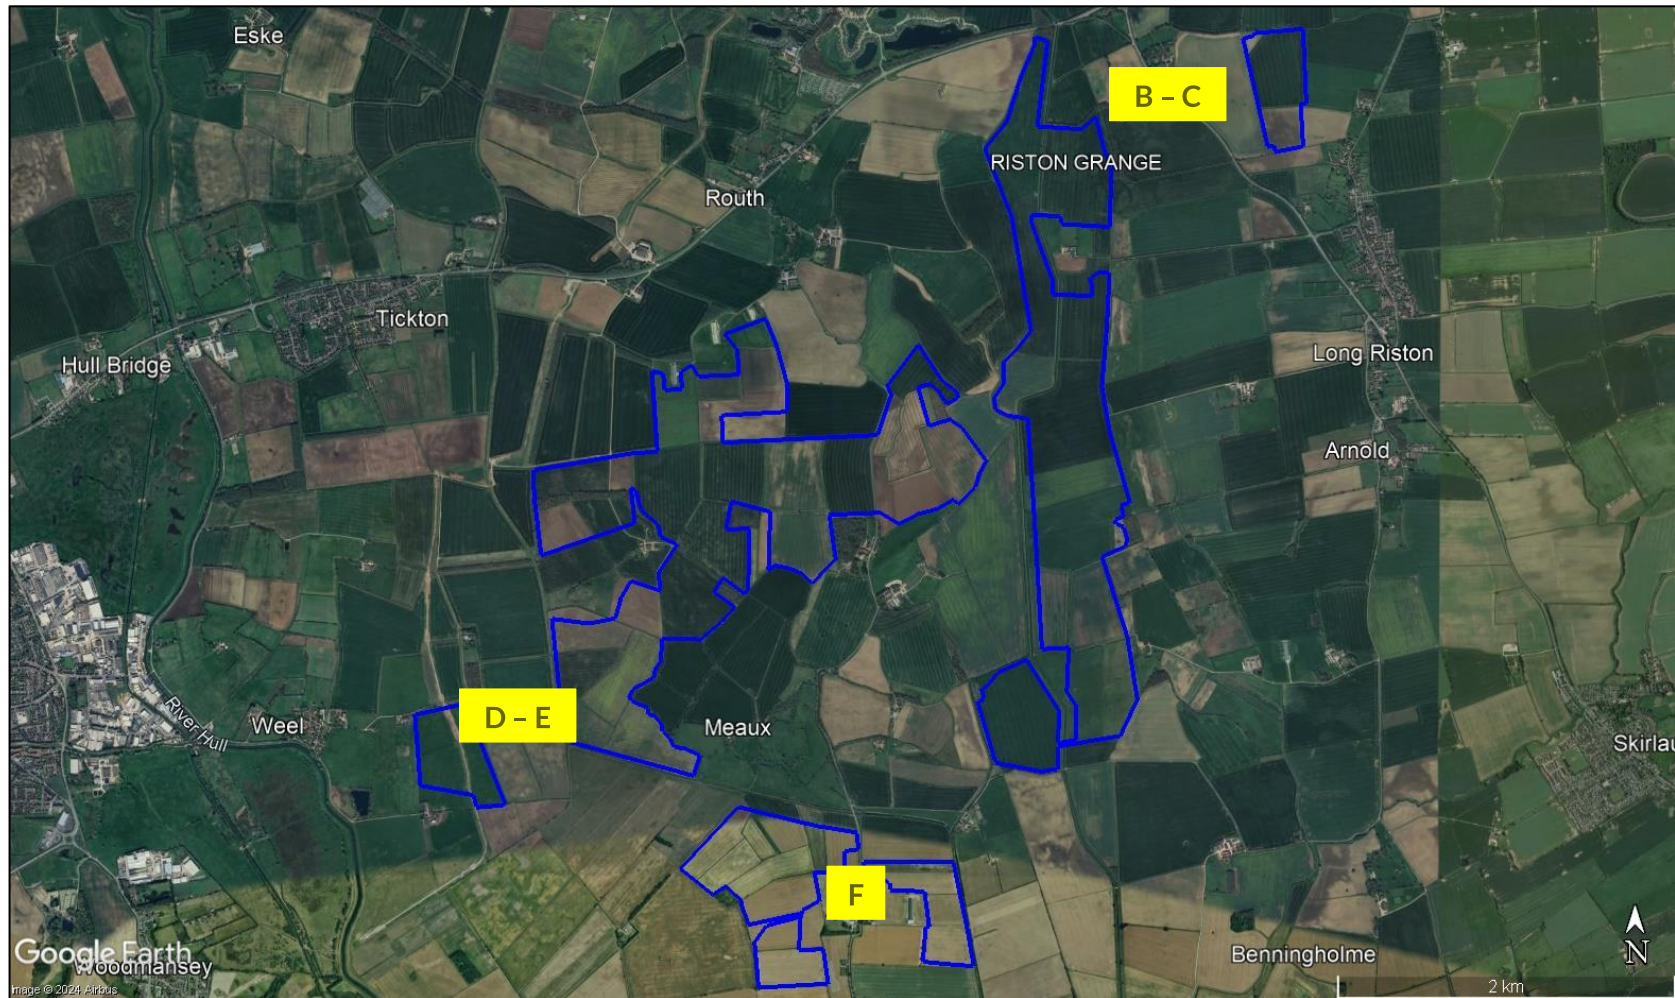 Eske
B – C
RISTON GRANGE
Routh
Tickton
Hull Bridge
Long Riston
Arnold
D – E
River Hull
Weel
Meaux
Skirlau
F
N
Google Earth
Woodmansey
Benningholme
2 km
Image © 2024 Airbus